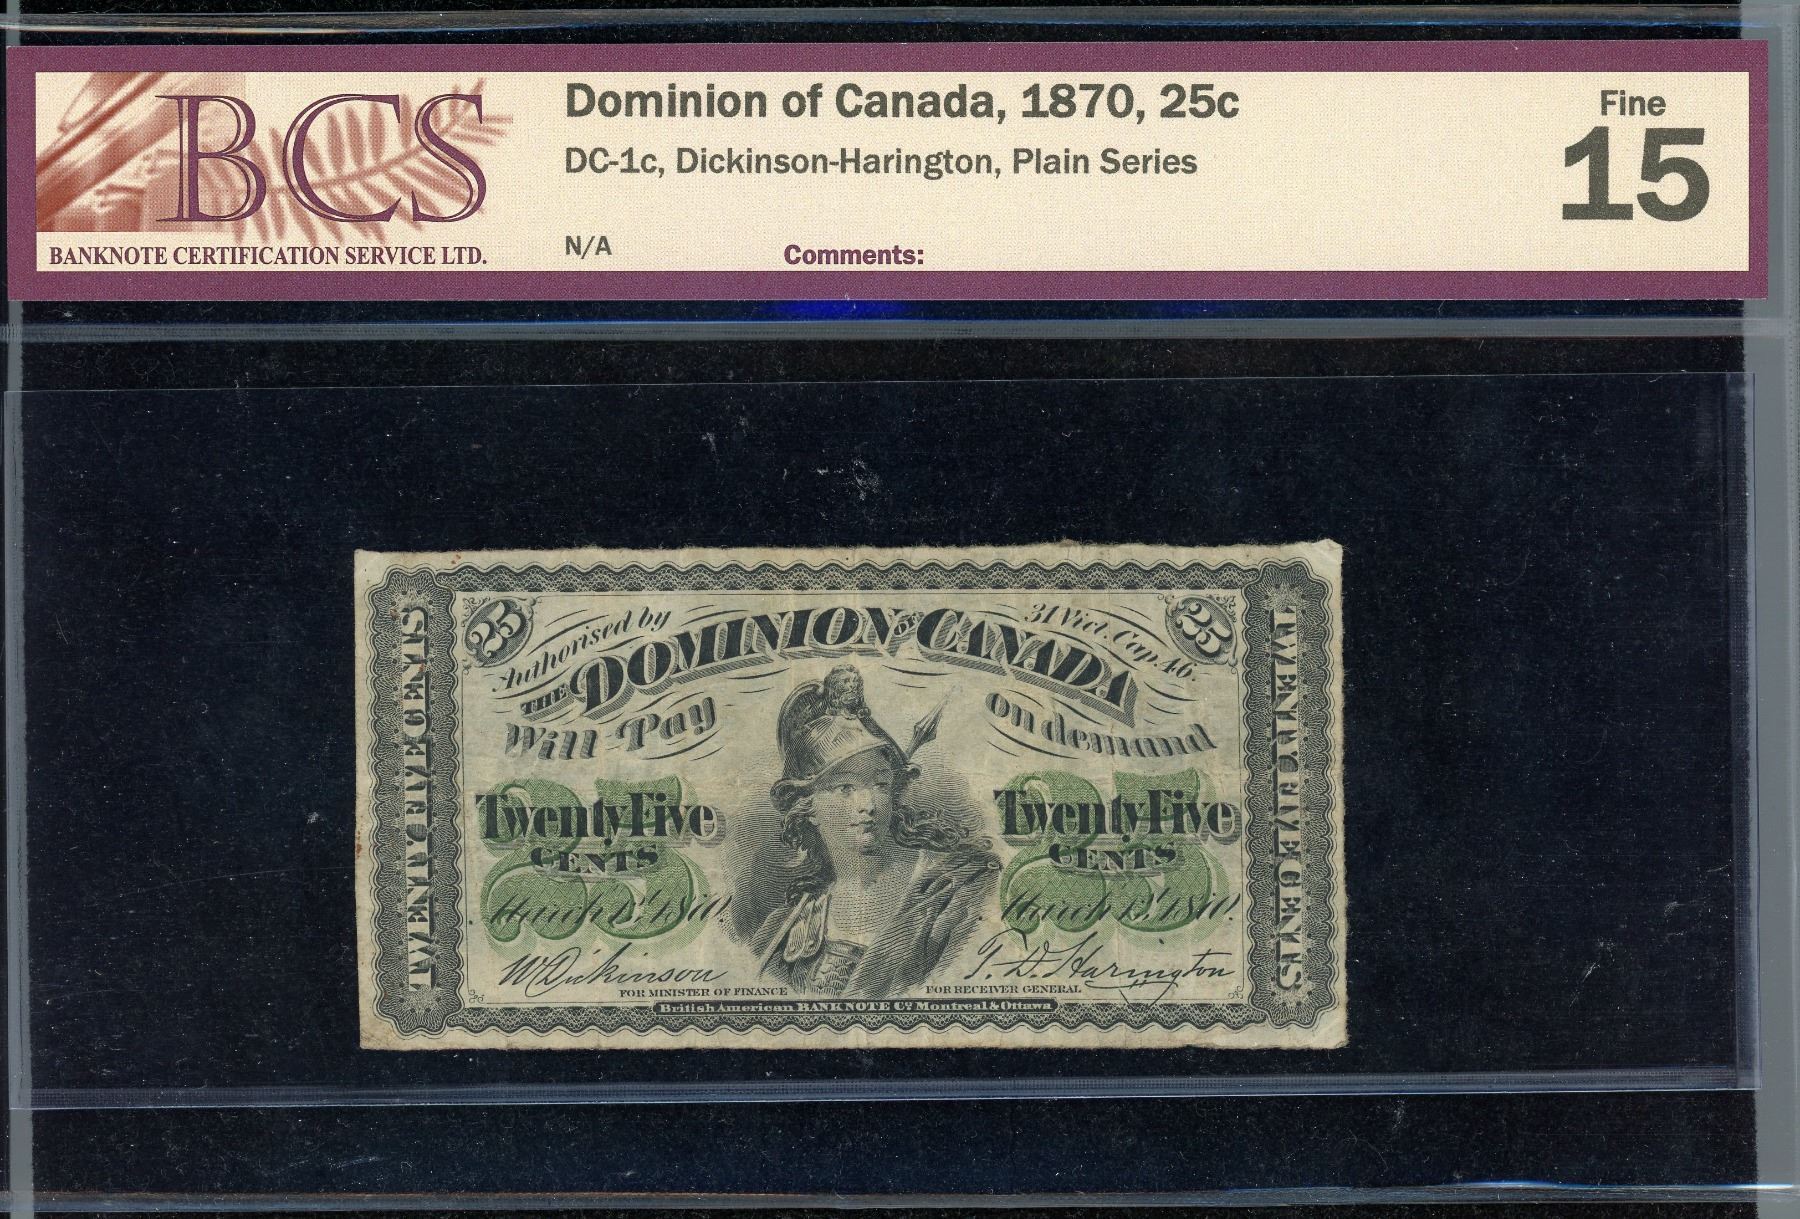 BCS
BANKNOTE CERTIFICATION SERVICE LTD.
Dominion of Canada, 1870, 25c
DC-1c, Dickinson-Harington, Plain Series
N/A
Comments:
Fine
15
25
Authorised by
31 Vict. Cap. 46.
25
THE DOMINION OF CANADA
Will Pay
on demand
Twenty Five
CENTS
25
March 1st. 1870.
Twenty Five
CENTS
25
March 1st. 1870.
W Dickinson
FOR MINISTER OF FINANCE
T. D. Harington
FOR RECEIVER GENERAL
British American BANK NOTE Co. Montreal & Ottawa
TWENTY FIVE CENTS
TWENTY FIVE CENTS